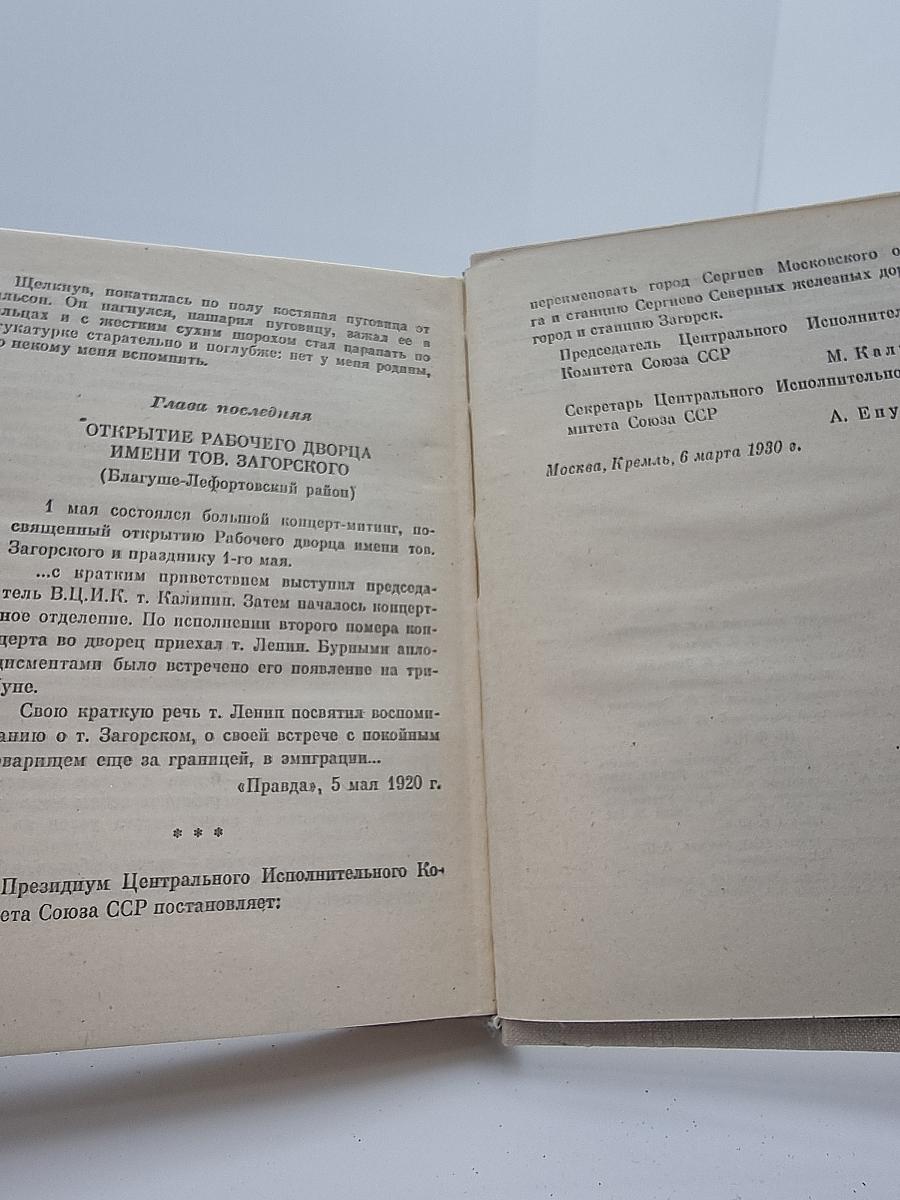 Щелкнув, покатилась по полу костяная пуговица от
льсон. Он нагнулся, нашарил пуговицу, зажал ее в
льцах и с жестким сухим шорохом стал царапать по
тукатурке старательно и поглубже: нет у меня родины,
о некому меня вспомнить.
Глава последняя
ОТКРЫТИЕ РАБОЧЕГО ДВОРЦА
ИМЕНИ ТОВ. ЗАГОРСКОГО
(Благуше-Лефортовский район)
1 мая состоялся большой концерт-митинг, по-
священный открытию Рабочего дворца имени тов.
Загорского и празднику 1-го мая.
...с кратким приветствием выступил председа-
тель В.Ц.И.К. т. Калинин. Затем началось концерт-
ное отделение. По исполнении второго номера кон-
церта во дворец приехал т. Ленин. Бурными апло-
дисментами было встречено его появление на три-
буне.
Свою краткую речь т. Ленин посвятил воспоми-
анию о т. Загорском, о своей встрече с покойным
оварищем еще за границей, в эмиграции...
«Правда», 5 мая 1920 г.
* * *
Президиум Центрального Исполнительного Ко-
ета Союза ССР постановляет:
переименовать город Сергиев Московского о
га и станцию Сергиево Северных железных дор
город и станцию Загорск.
Председатель Центрального Исполнител
Комитета Союза ССР
М. Кал
Секретарь Центрального Исполнительно
митета Союза ССР
А. Ену
Москва, Кремль, 6 марта 1930 г.